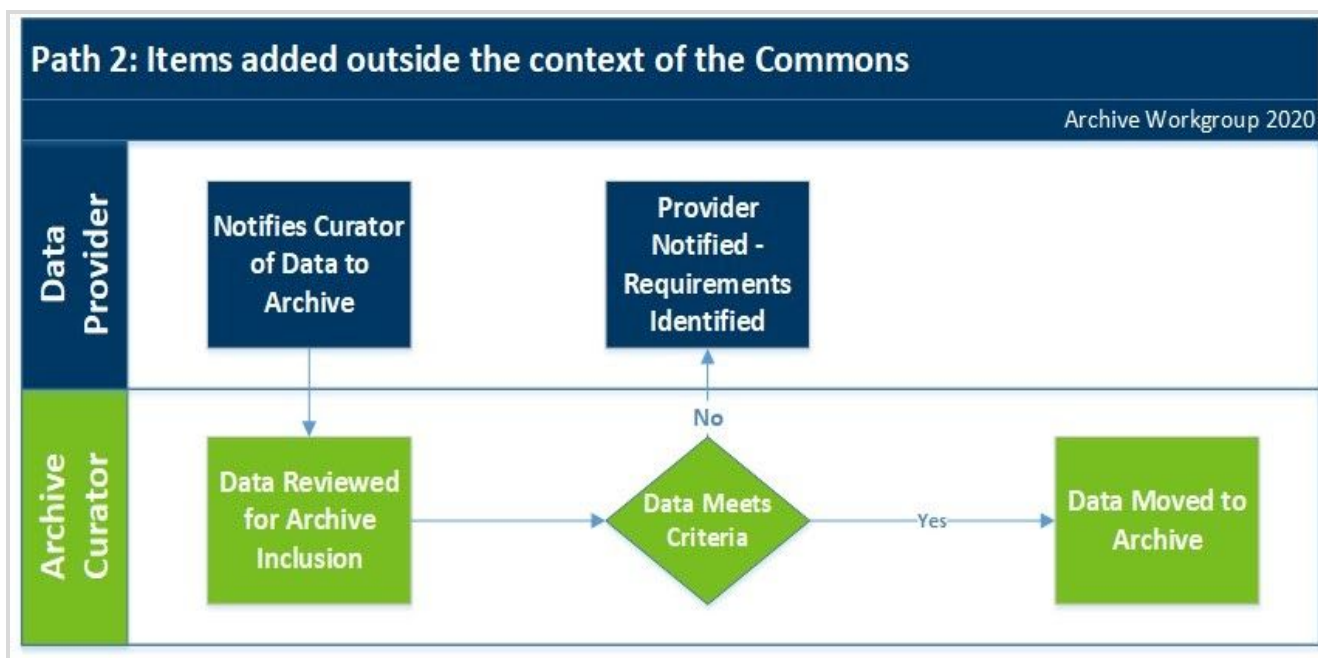 Path 2: Items added outside the context of the Commons
Archive Workgroup 2020
Data
Provider
Notifies Curator
of Data to
Archive
Provider
Notified -
Requirements
Identified
No
Archive
Curator
Data Reviewed
for Archive
Inclusion
Data Meets
Criteria
Yes
Data Moved to
Archive